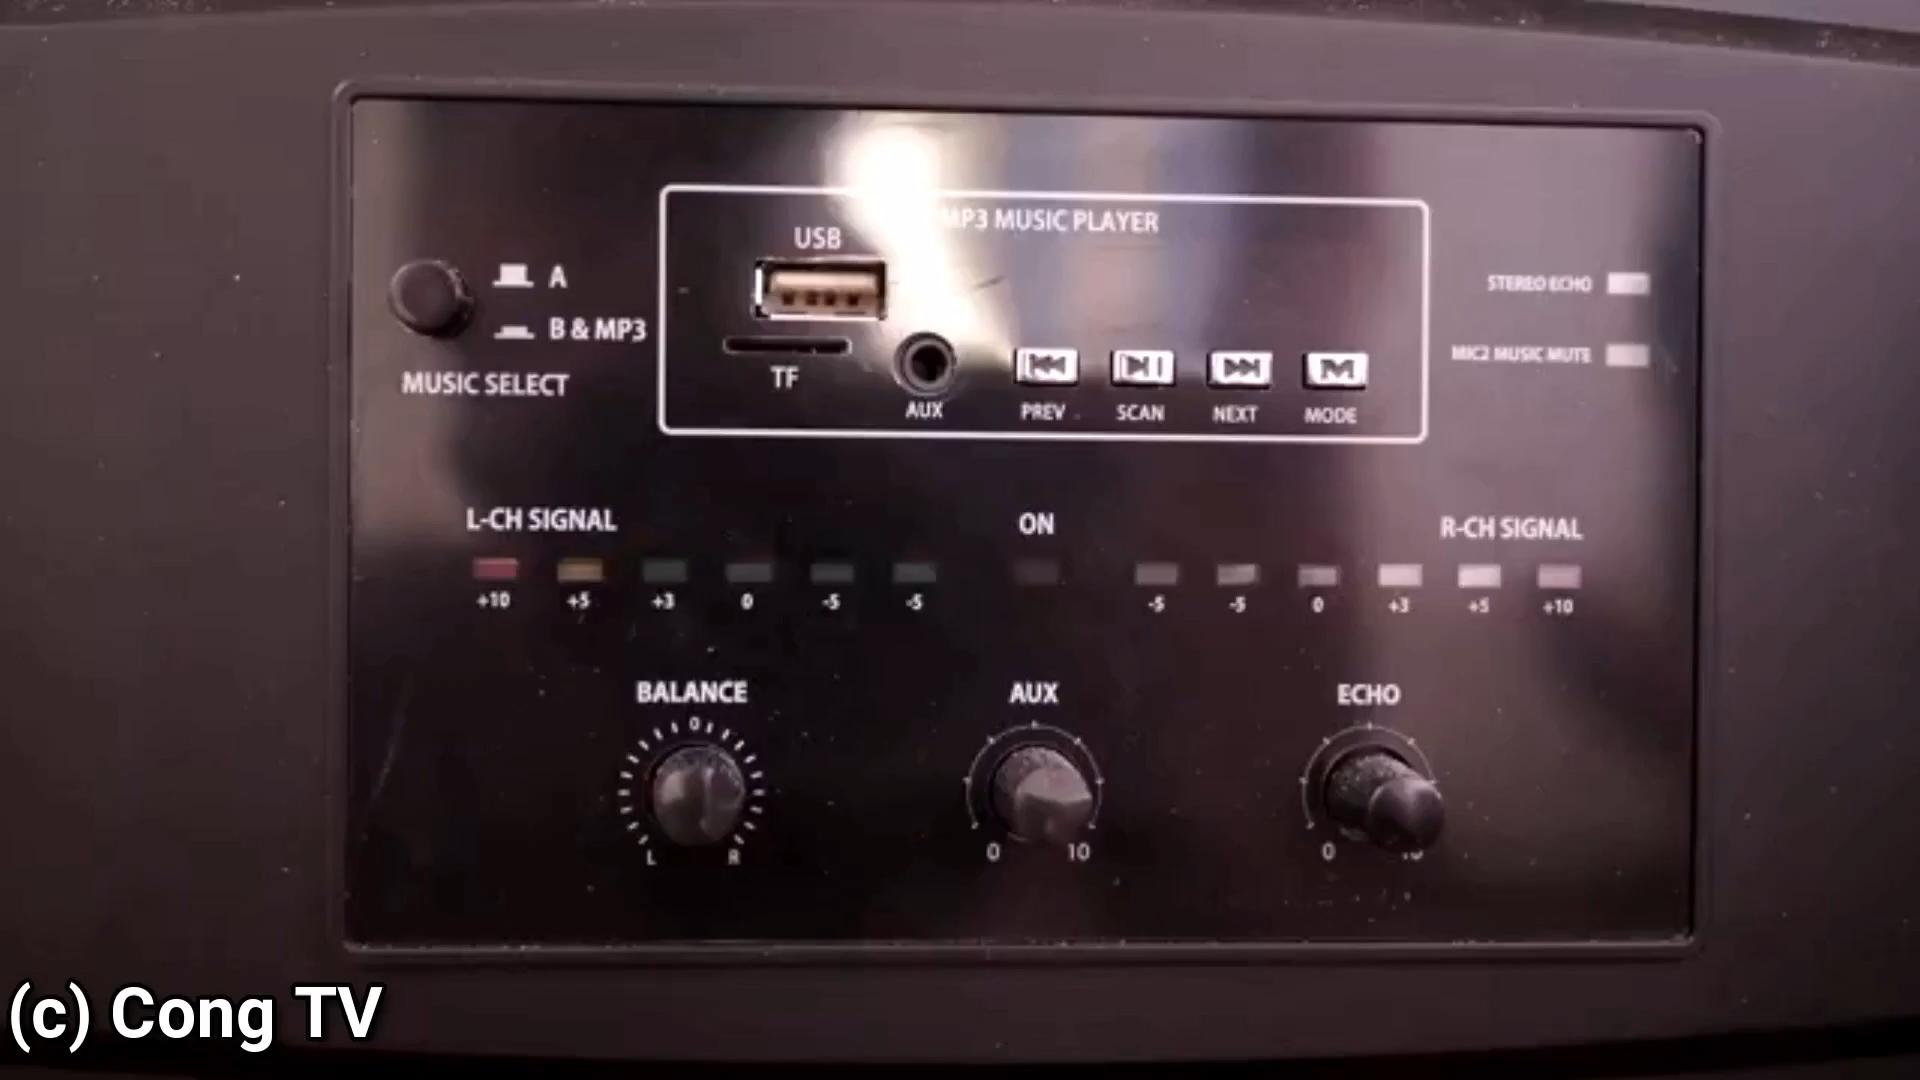 MP3 MUSIC PLAYER
USB
A
B & MP3
MUSIC SELECT
TF
AUX
PREV
SCAN
NEXT
M
MODE
STEREO ECHO
MIC2 MUSIC MUTE
L-CH SIGNAL
ON
R-CH SIGNAL
+10 +5 +3 0 -5 -5
-5 -5 0 +3 +5 +10
BALANCE
AUX
ECHO
0
L R
0 10
0 10
(c) Cong TV